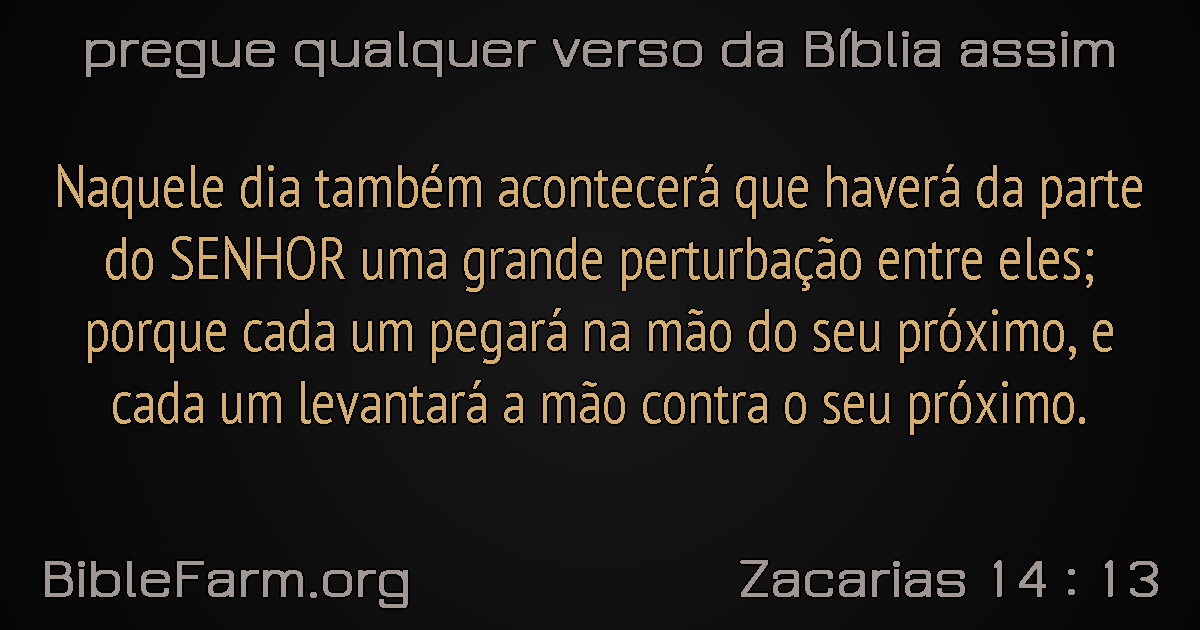 pregue qualquer verso da Bíblia assim
Naquele dia também acontecerá que haverá da parte
do SENHOR uma grande perturbação entre eles;
porque cada um pegará na mão do seu próximo, e
cada um levantará a mão contra o seu próximo.
BibleFarm.org
Zacarias 14 : 13